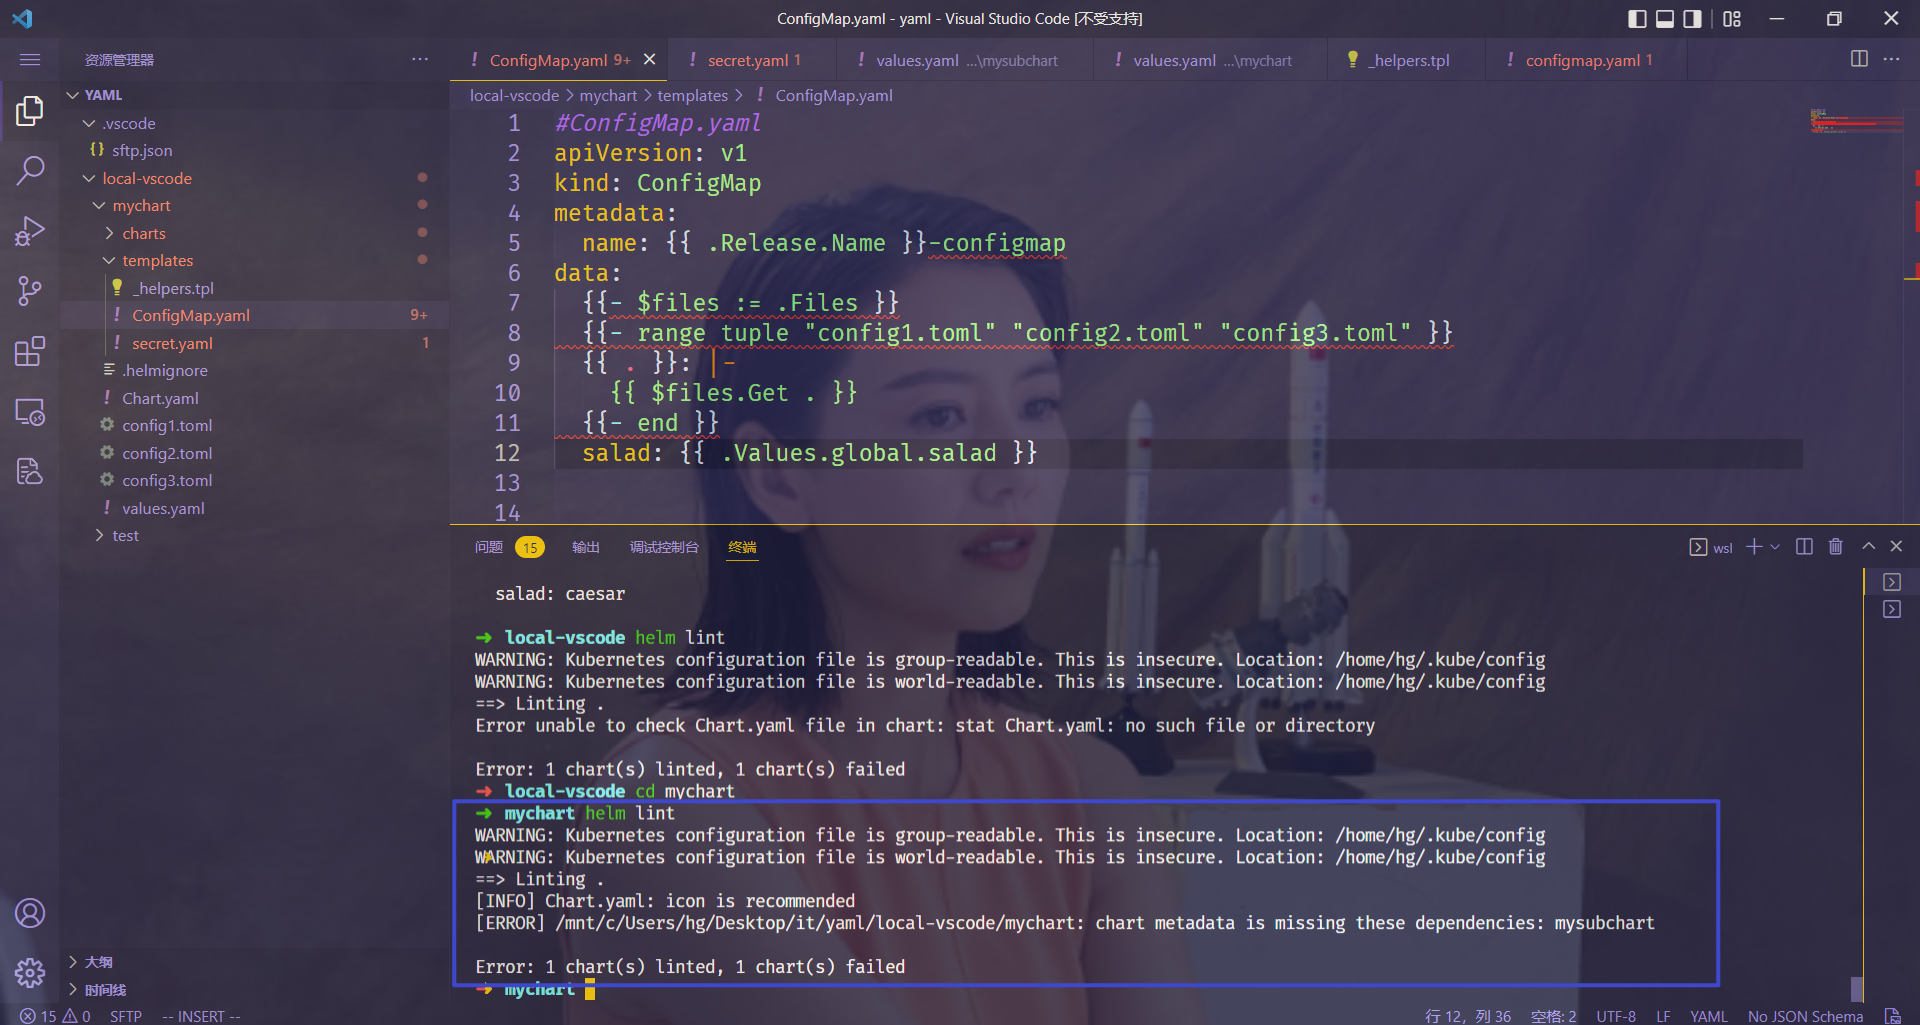 ConfigMap.yaml - yaml - Visual Studio Code [不受支持]
资源管理器
YAML
.vscode
{} sftp.json
local-vscode
mychart
charts
templates
_helpers.tpl
! ConfigMap.yaml 9+
! secret.yaml 1
.helmignore
! Chart.yaml
config1.toml
config2.toml
config3.toml
! values.yaml
test
大纲
时间线
! ConfigMap.yaml 9+
! secret.yaml 1
! values.yaml ...\mysubchart
! values.yaml ...\mychart
_helpers.tpl
! configmap.yaml 1
local-vscode > mychart > templates > ! ConfigMap.yaml
1 #ConfigMap.yaml
2 apiVersion: v1
3 kind: ConfigMap
4 metadata:
5   name: {{ .Release.Name }}-configmap
6 data:
7   {{- $files := .Files }}
8   {{- range tuple "config1.toml" "config2.toml" "config3.toml" }}
9   {{ . }}: |-
10     {{ $files.Get . }}
11   {{- end }}
12   salad: {{ .Values.global.salad }}
13
14
问题 15 输出 调试控制台 终端
wsl
  salad: caesar
➜ local-vscode helm lint
WARNING: Kubernetes configuration file is group-readable. This is insecure. Location: /home/hg/.kube/config
WARNING: Kubernetes configuration file is world-readable. This is insecure. Location: /home/hg/.kube/config
==> Linting .
Error unable to check Chart.yaml file in chart: stat Chart.yaml: no such file or directory
Error: 1 chart(s) linted, 1 chart(s) failed
➜ local-vscode cd mychart
➜ mychart helm lint
WARNING: Kubernetes configuration file is group-readable. This is insecure. Location: /home/hg/.kube/config
WARNING: Kubernetes configuration file is world-readable. This is insecure. Location: /home/hg/.kube/config
==> Linting .
[INFO] Chart.yaml: icon is recommended
[ERROR] /mnt/c/Users/hg/Desktop/it/yaml/local-vscode/mychart: chart metadata is missing these dependencies: mysubchart
Error: 1 chart(s) linted, 1 chart(s) failed
➜ mychart
15 0 SFTP -- INSERT --
行 12，列 36 空格: 2 UTF-8 LF YAML No JSON Schema